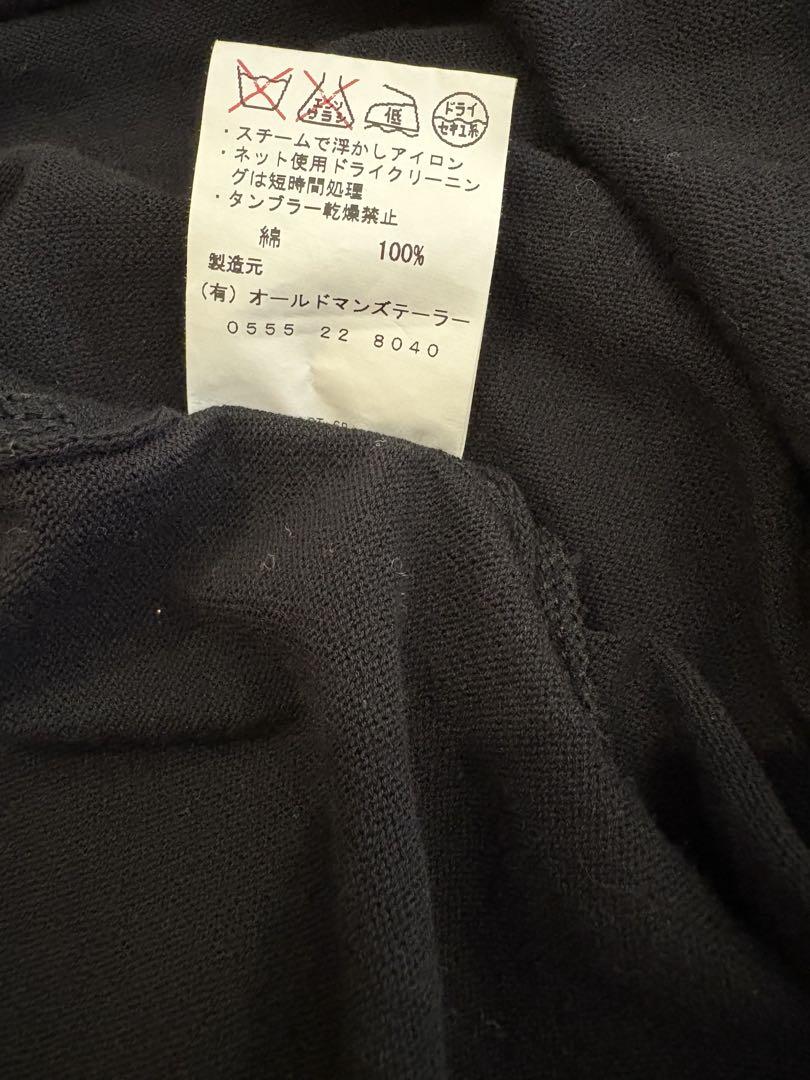 エンソ サラシ 低 ドライ セキユ系
・スチームで浮かしアイロン
・ネット使用ドライクリーニン
グは短時間処理
・タンブラー乾燥禁止
綿 100%
製造元
(有)オールドマンズテーラー
0555 22 8040